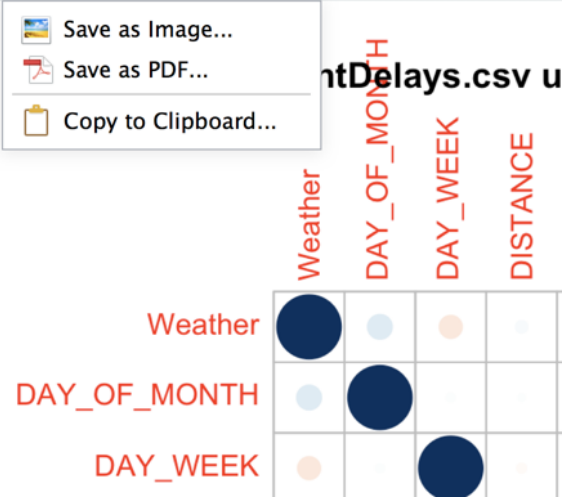 Save as Image...
Save as PDF...
Copy to Clipboard...
ntDelays.csv u
Weather
DAY_OF_MONTH
DAY_WEEK
DISTANCE
Weather
DAY_OF_MONTH
DAY_WEEK